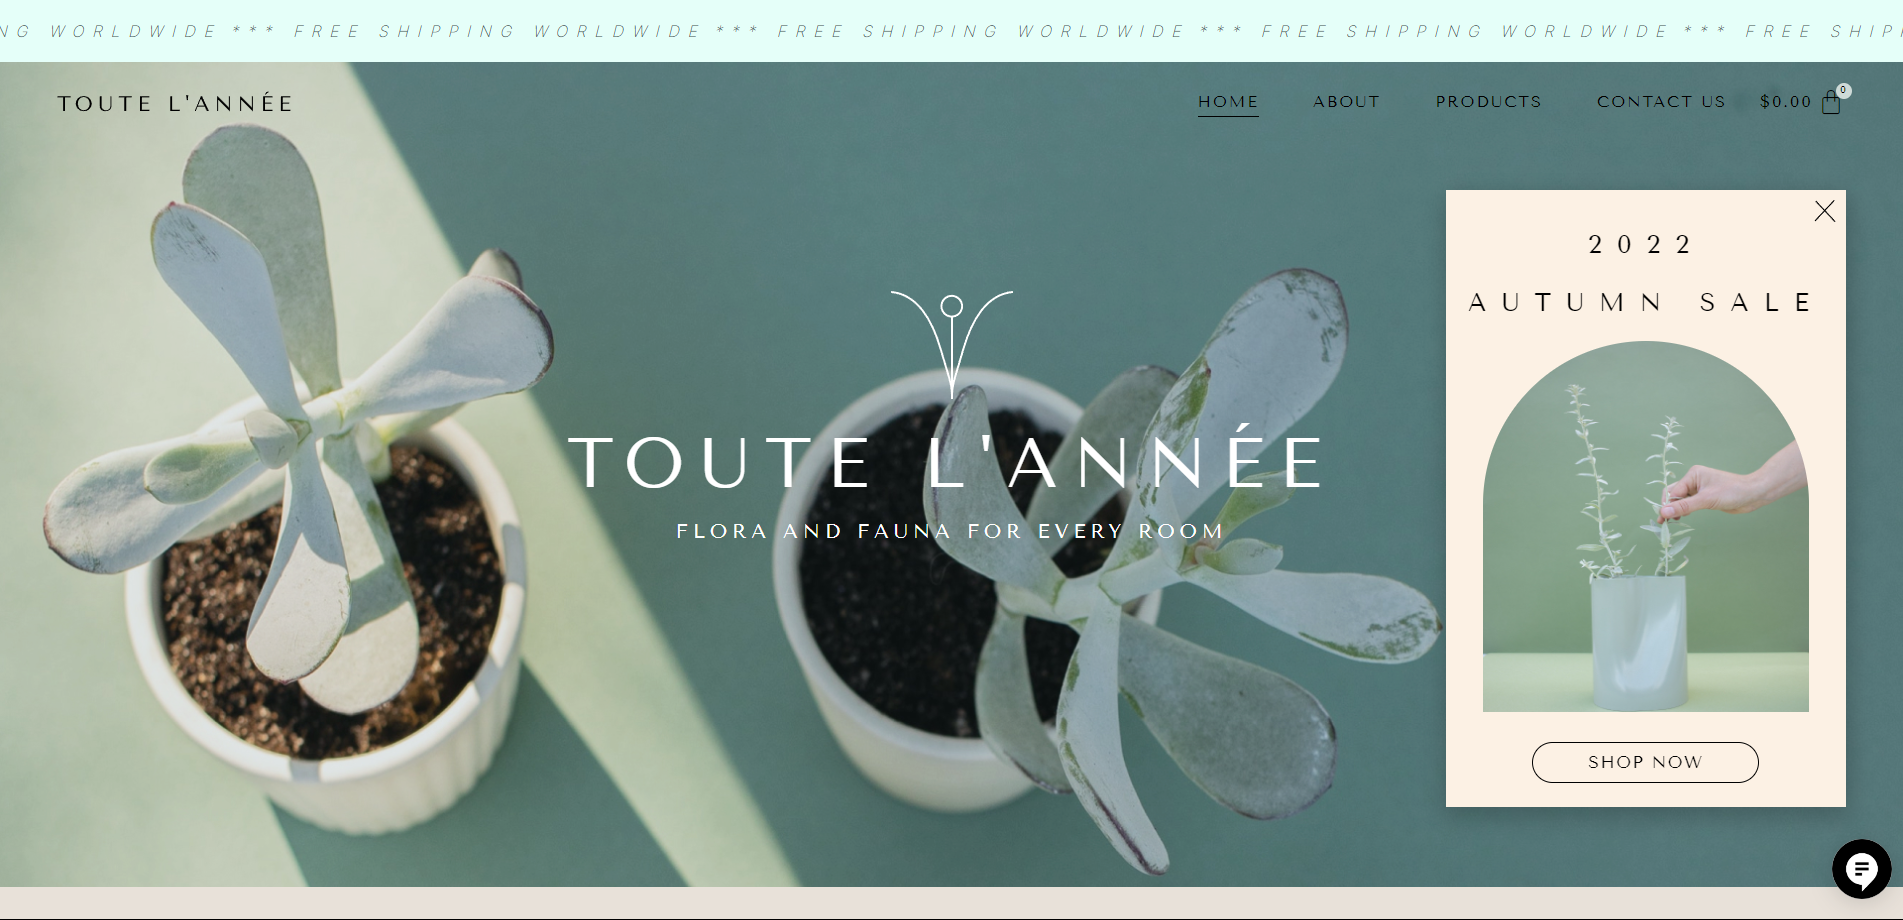 NG WORLDWIDE *** FREE SHIPPING WORLDWIDE *** FREE SHIPPING WORLDWIDE *** FREE SHIPPING WORLDWIDE *** FREE SHIP
TOUTE L'ANNÉE
HOME ABOUT PRODUCTS CONTACT US $0.00 0
2022
AUTUMN SALE
TOUTE L'ANNÉE
FLORA AND FAUNA FOR EVERY ROOM
SHOP NOW